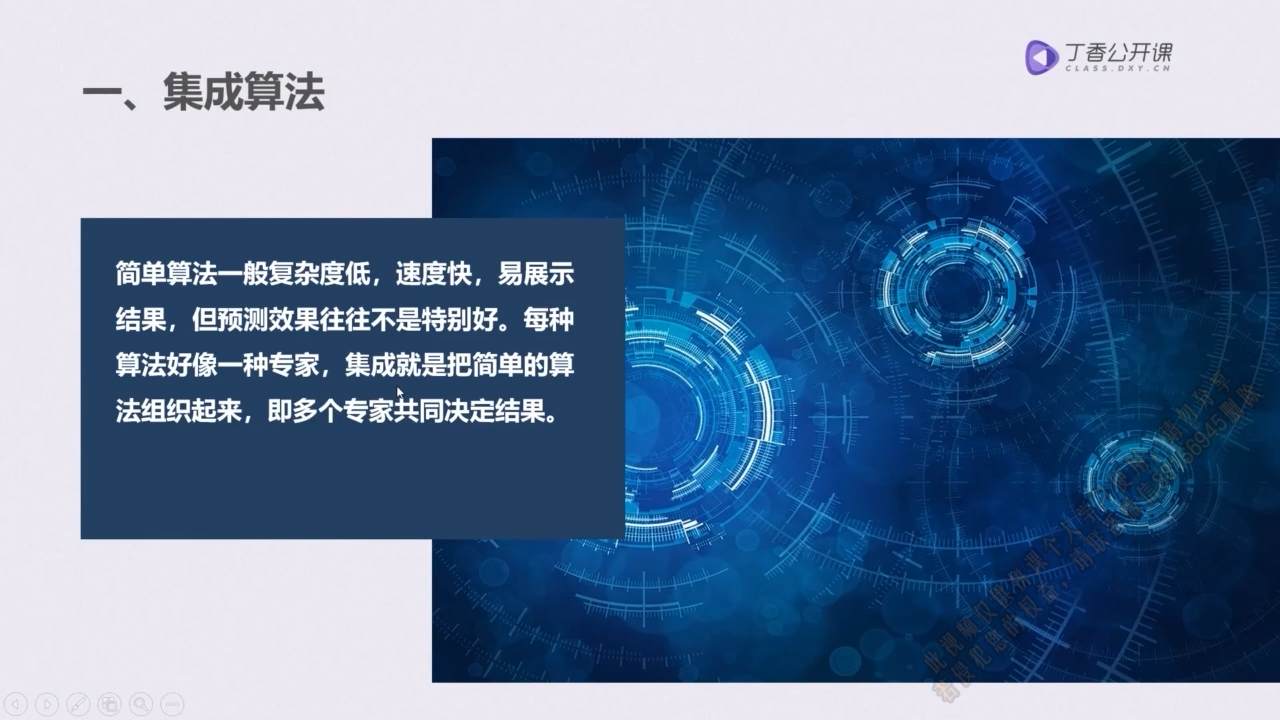 丁香公开课
CLASS.DXY.CN
一、集成算法
简单算法一般复杂度低，速度快，易展示
结果，但预测效果往往不是特别好。每种
算法好像一种专家，集成就是把简单的算
法组织起来，即多个专家共同决定结果。